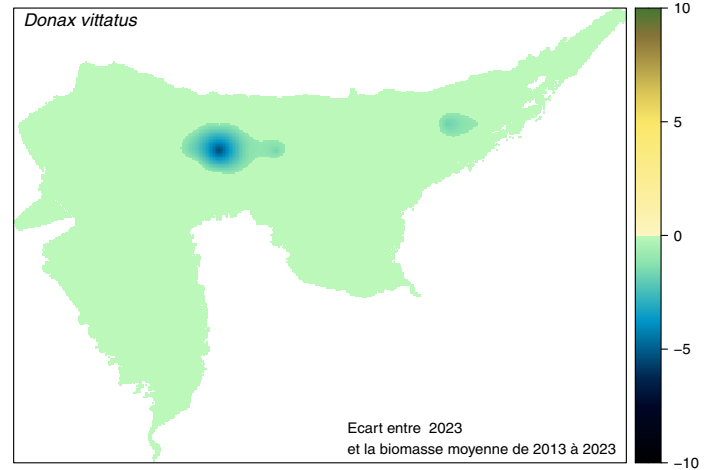 Donax vittatus
10
5
0
−5
−10
Ecart entre 2023
et la biomasse moyenne de 2013 à 2023